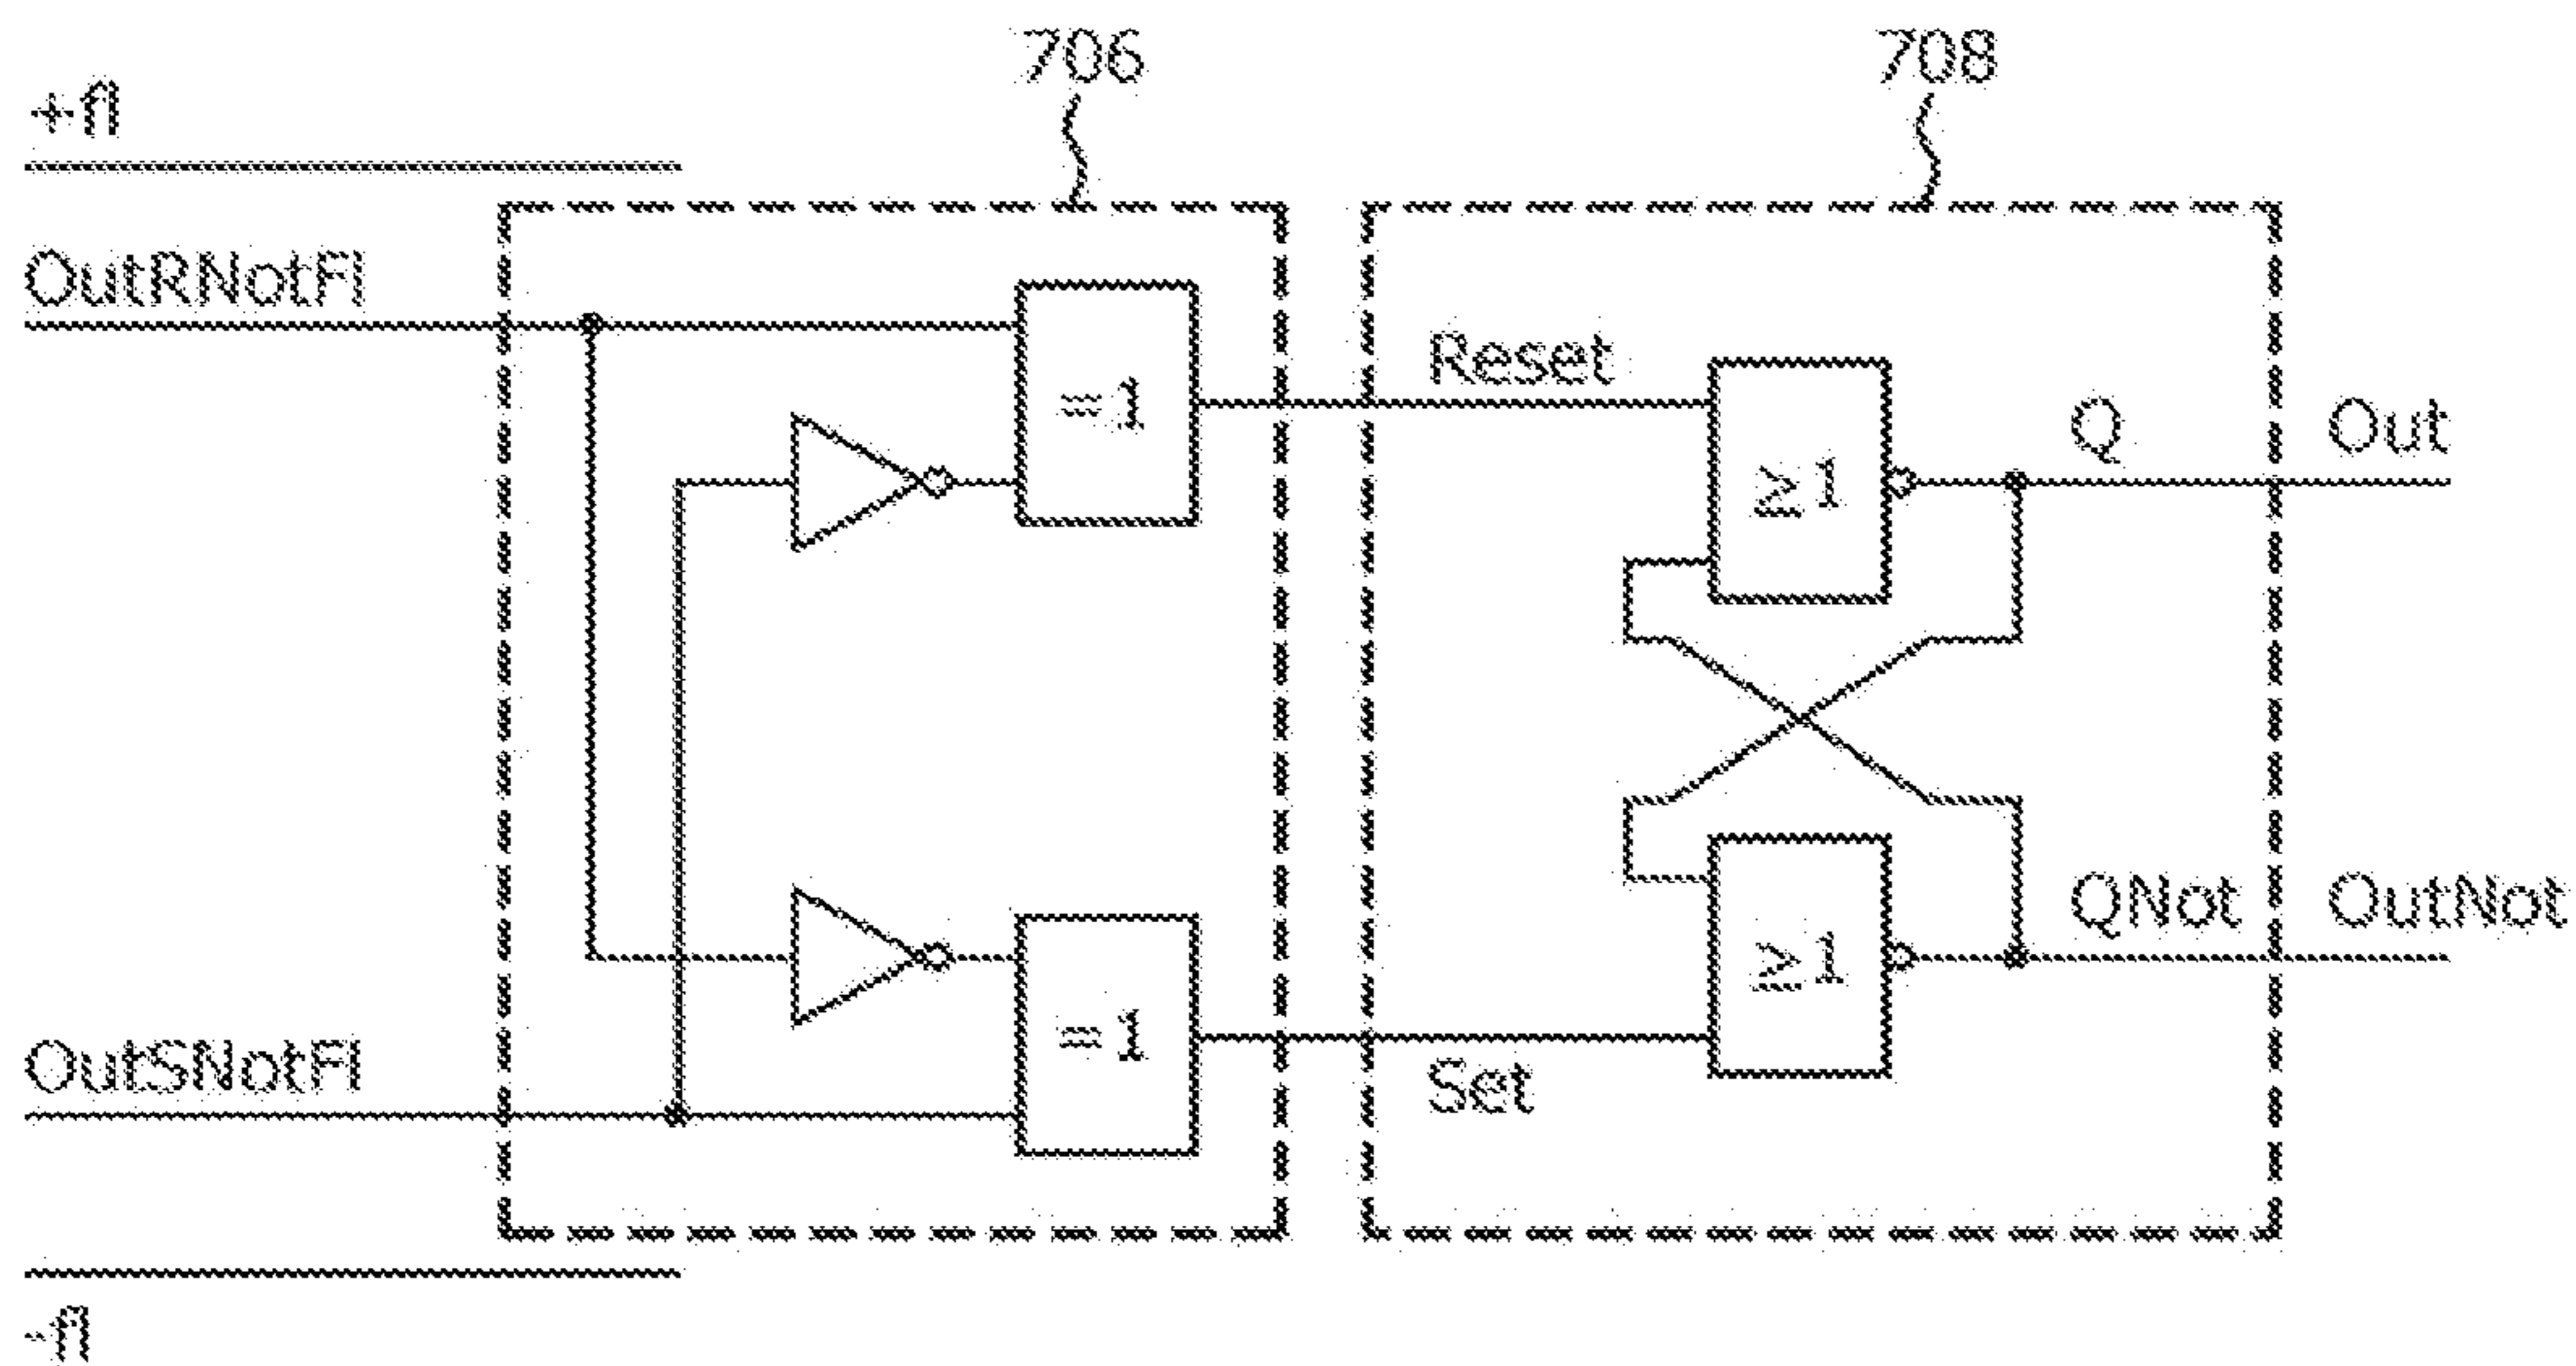 706
708
+fl
OutRNotFl
Reset
=1
Q
Out
≥1
QNot
OutNot
≥1
=1
OutSNotFl
Set
-fl